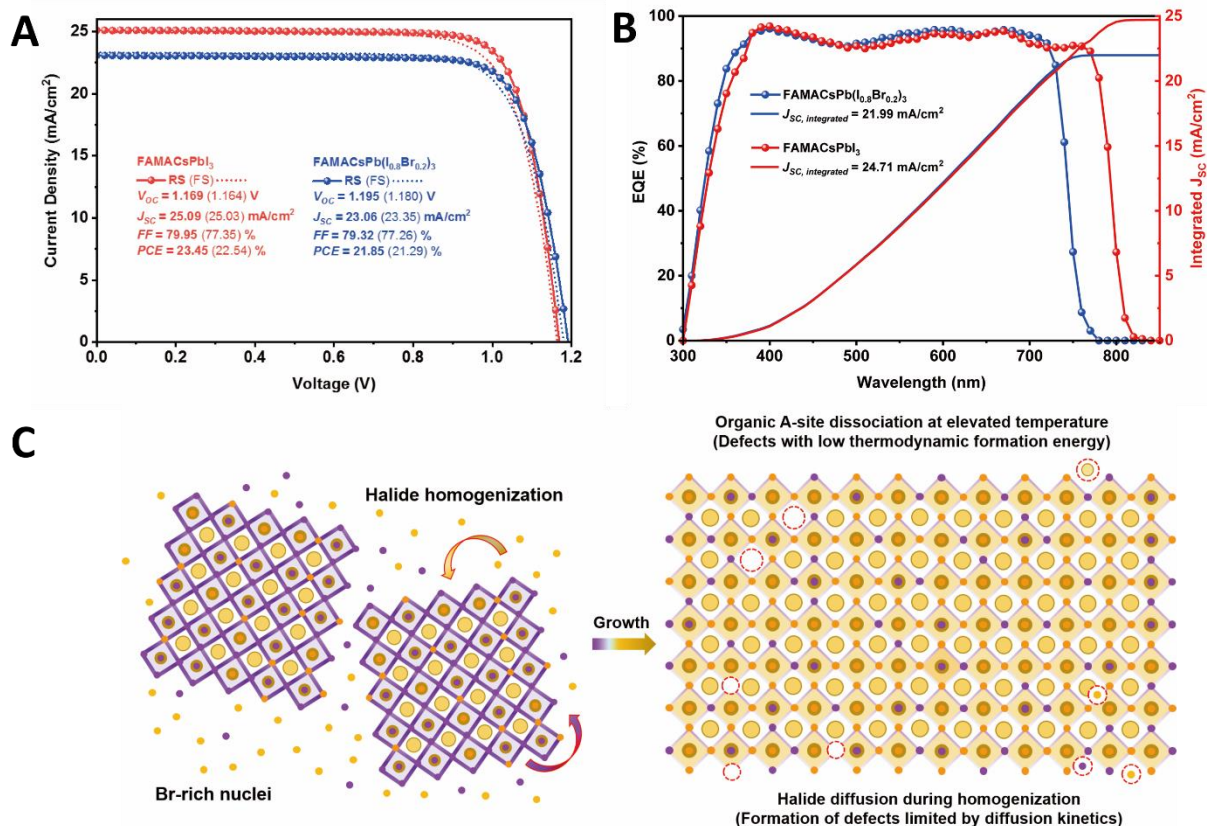 A
Current Density (mA/cm²)
30
25
20
15
10
5
0
0.0 0.2 0.4 0.6 0.8 1.0 1.2
Voltage (V)
FAMACsPbI₃
RS (FS)
V_OC = 1.169 (1.164) V
J_SC = 25.09 (25.03) mA/cm²
FF = 79.95 (77.35) %
PCE = 23.45 (22.54) %
FAMACsPb(I₀.₈Br₀.₂)₃
RS (FS)
V_OC = 1.195 (1.180) V
J_SC = 23.06 (23.35) mA/cm²
FF = 79.32 (77.26) %
PCE = 21.85 (21.29) %
B
EQE (%)
100
80
60
40
20
0
300 400 500 600 700 800
Wavelength (nm)
25
20
15
10
5
0
Integrated J_SC (mA/cm²)
FAMACsPb(I₀.₈Br₀.₂)₃
J_SC, integrated = 21.99 mA/cm²
FAMACsPbI₃
J_SC, integrated = 24.71 mA/cm²
C
Halide homogenization
Br-rich nuclei
Growth
Organic A-site dissociation at elevated temperature
(Defects with low thermodynamic formation energy)
Halide diffusion during homogenization
(Formation of defects limited by diffusion kinetics)